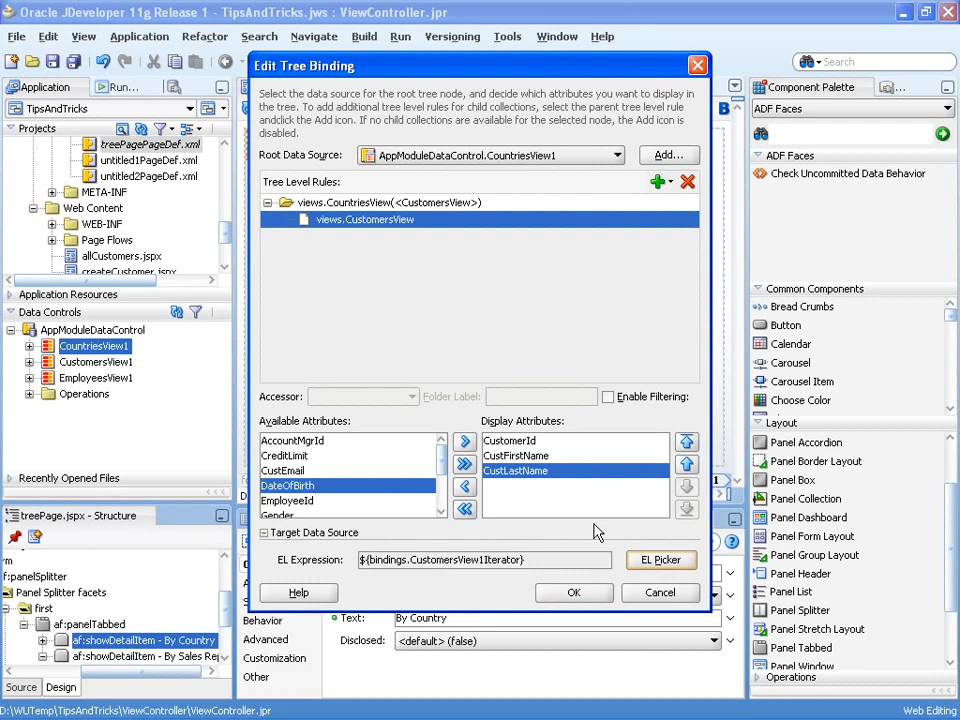 Oracle JDeveloper 11g Release 1 - TipsAndTricks.jws : ViewController.jpr
File Edit View Application Refactor Search Navigate Build Run Versioning Tools Window Help
Search
Application
Run...
TipsAndTricks
Projects
treePagePageDef.xml
untitled1PageDef.xml
untitled2PageDef.xml
META-INF
Web Content
WEB-INF
Page Flows
allCustomers.jspx
createCustomer.jspx
Application Resources
Data Controls
AppModuleDataControl
CountriesView1
CustomersView1
EmployeesView1
Operations
Recently Opened Files
treePage.jspx - Structure
f:panelSplitter
Panel Splitter facets
first
af:panelTabbed
af:showDetailItem - By Country
af:showDetailItem - By Sales Rep
Source Design
Edit Tree Binding
Select the data source for the root tree node, and decide which attributes you want to display in
the tree. To add additional tree level rules for child collections, select the parent tree level rule
andclick the Add icon. If no child collections are available for the selected node, the Add icon is
disabled.
Root Data Source: AppModuleDataControl.CountriesView1 Add...
Tree Level Rules:
views.CountriesView(<CustomersView>)
views.CustomersView
Accessor: Folder Label: Enable Filtering:
Available Attributes: Display Attributes:
AccountMgrId
CreditLimit
CustEmail
DateOfBirth
EmployeeId
Gender
CustomerId
CustFirstName
CustLastName
Target Data Source
EL Expression: ${bindings.CustomersView1Iterator} EL Picker
Help OK Cancel
Behavior
Advanced
Customization
Other
Text: By Country
Disclosed: <default> (false)
Component Palette
ADF Faces
ADF Faces
Check Uncommitted Data Behavior
Common Components
Bread Crumbs
Button
Calendar
Carousel
Carousel Item
Choose Color
Layout
Panel Accordion
Panel Border Layout
Panel Box
Panel Collection
Panel Dashboard
Panel Form Layout
Panel Group Layout
Panel Header
Panel List
Panel Splitter
Panel Stretch Layout
Panel Tabbed
Panel Window
Operations
D:\WUTemp\TipsAndTricks\ViewController\ViewController.jpr
Web Editing